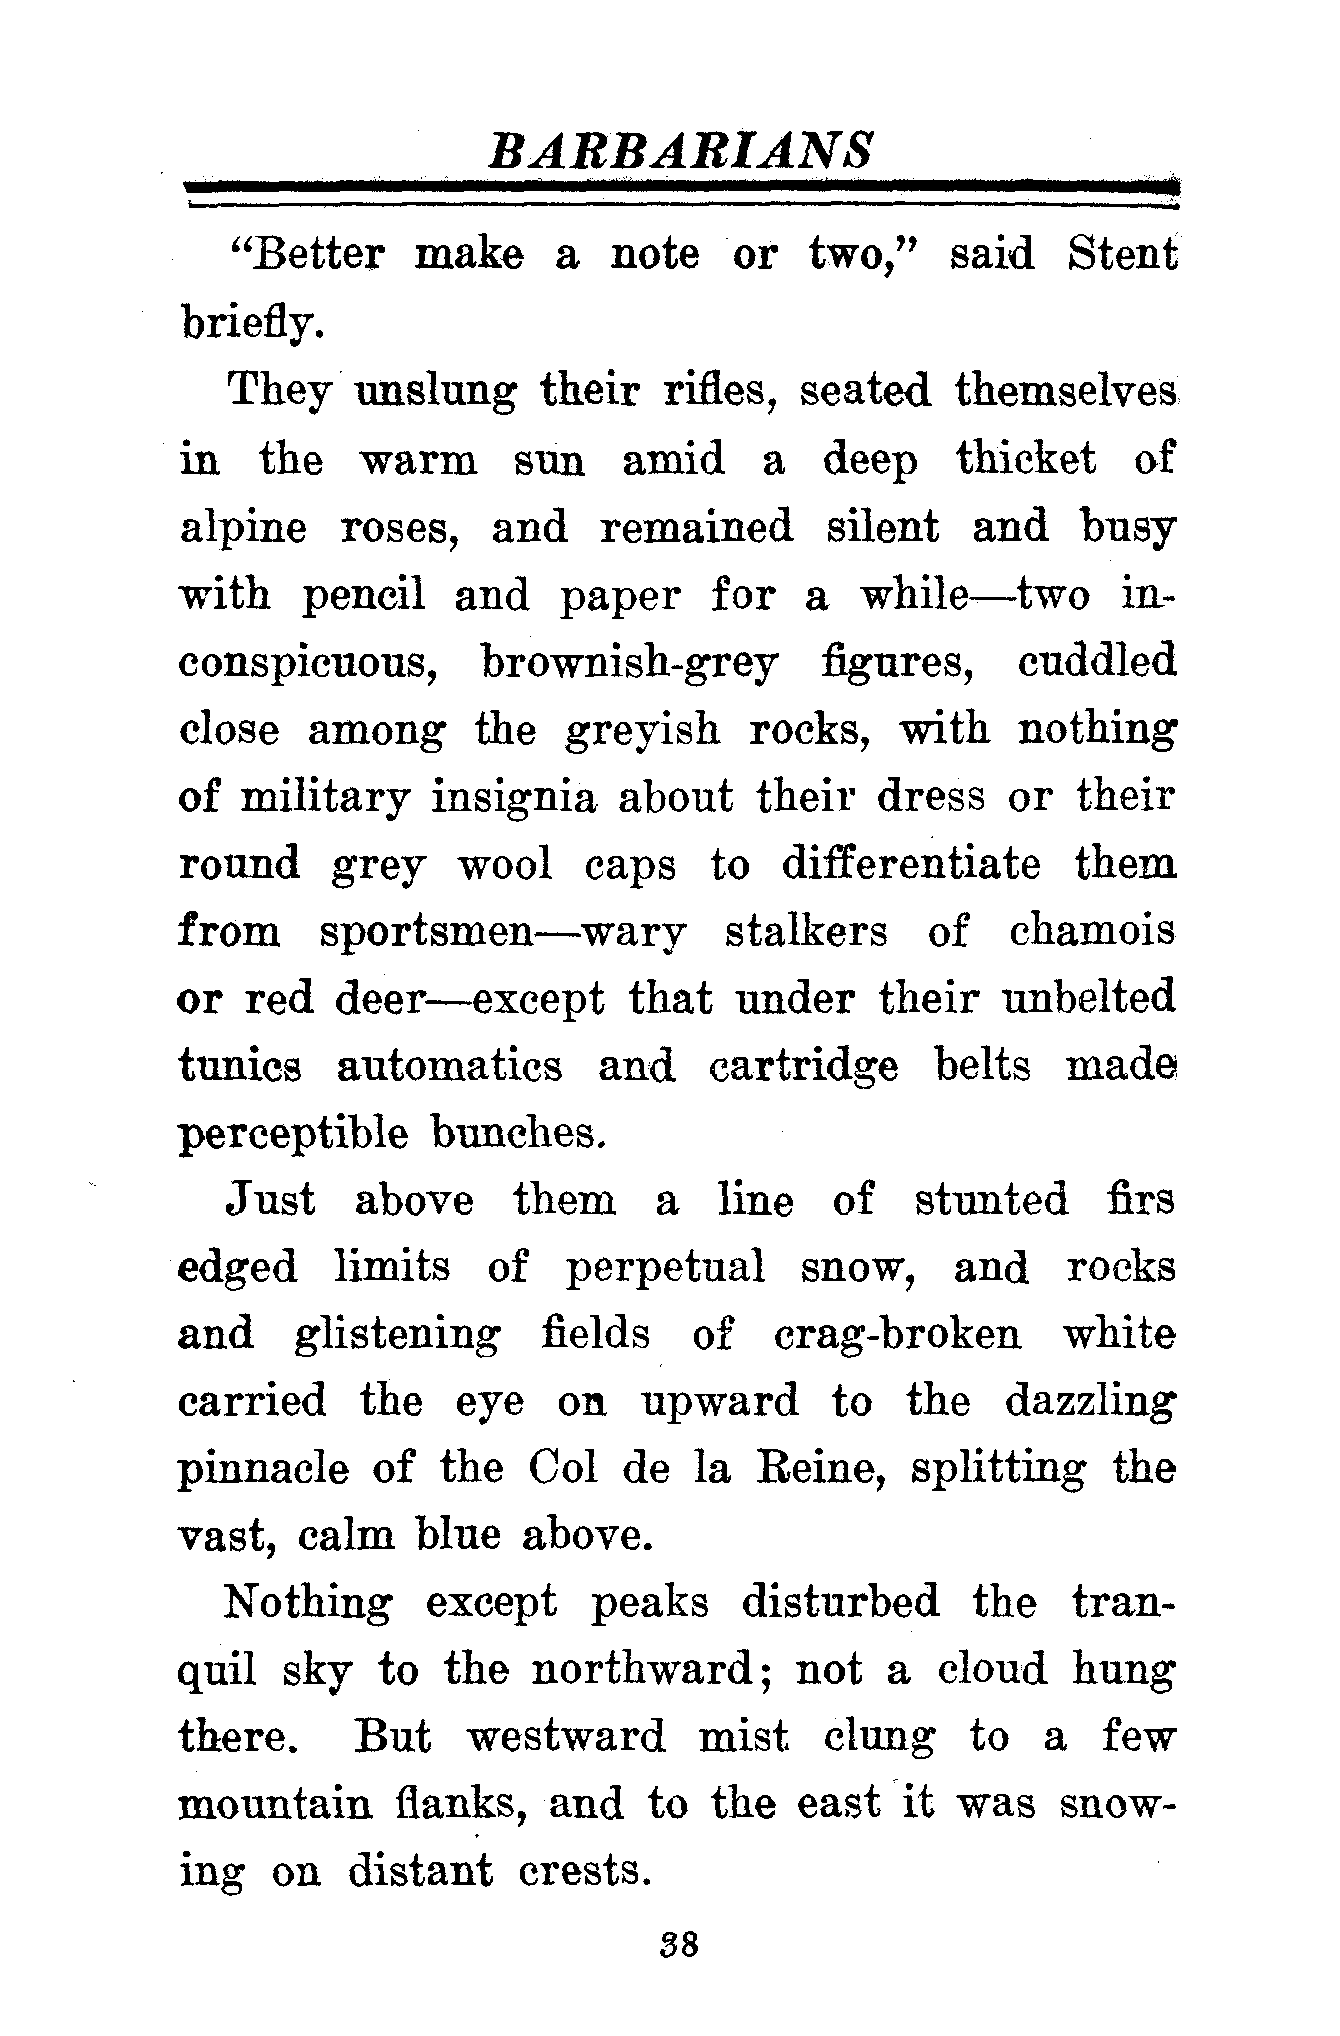 BARBARIANS
“Better make a note or two,” said Stent
briefly.
They unslung their rifles, seated themselves
in the warm sun amid a deep thicket of
alpine roses, and remained silent and busy
with pencil and paper for a while—two in-
conspicuous, brownish-grey figures, cuddled
close among the greyish rocks, with nothing
of military insignia about their dress or their
round grey wool caps to differentiate them
from sportsmen—wary stalkers of chamois
or red deer—except that under their unbelted
tunics automatics and cartridge belts made
perceptible bunches.
Just above them a line of stunted firs
edged limits of perpetual snow, and rocks
and glistening fields of crag-broken white
carried the eye on upward to the dazzling
pinnacle of the Col de la Reine, splitting the
vast, calm blue above.
Nothing except peaks disturbed the tran-
quil sky to the northward; not a cloud hung
there. But westward mist clung to a few
mountain flanks, and to the east it was snow-
ing on distant crests.
38